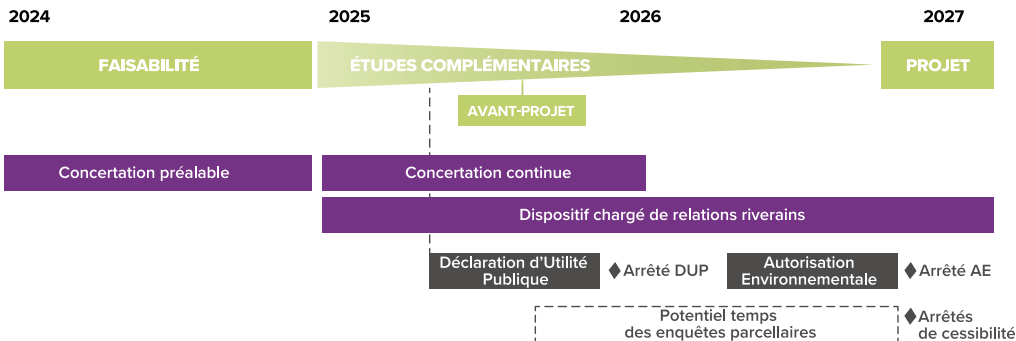 2024
2025
2026
2027
FAISABILITÉ
ÉTUDES COMPLÉMENTAIRES
PROJET
AVANT-PROJET
Concertation préalable
Concertation continue
Dispositif chargé de relations riverains
Déclaration d'Utilité
Publique
Arrêté DUP
Autorisation
Environnementale
Arrêté AE
Potentiel temps
des enquêtes parcellaires
Arrêtés
de cessibilité